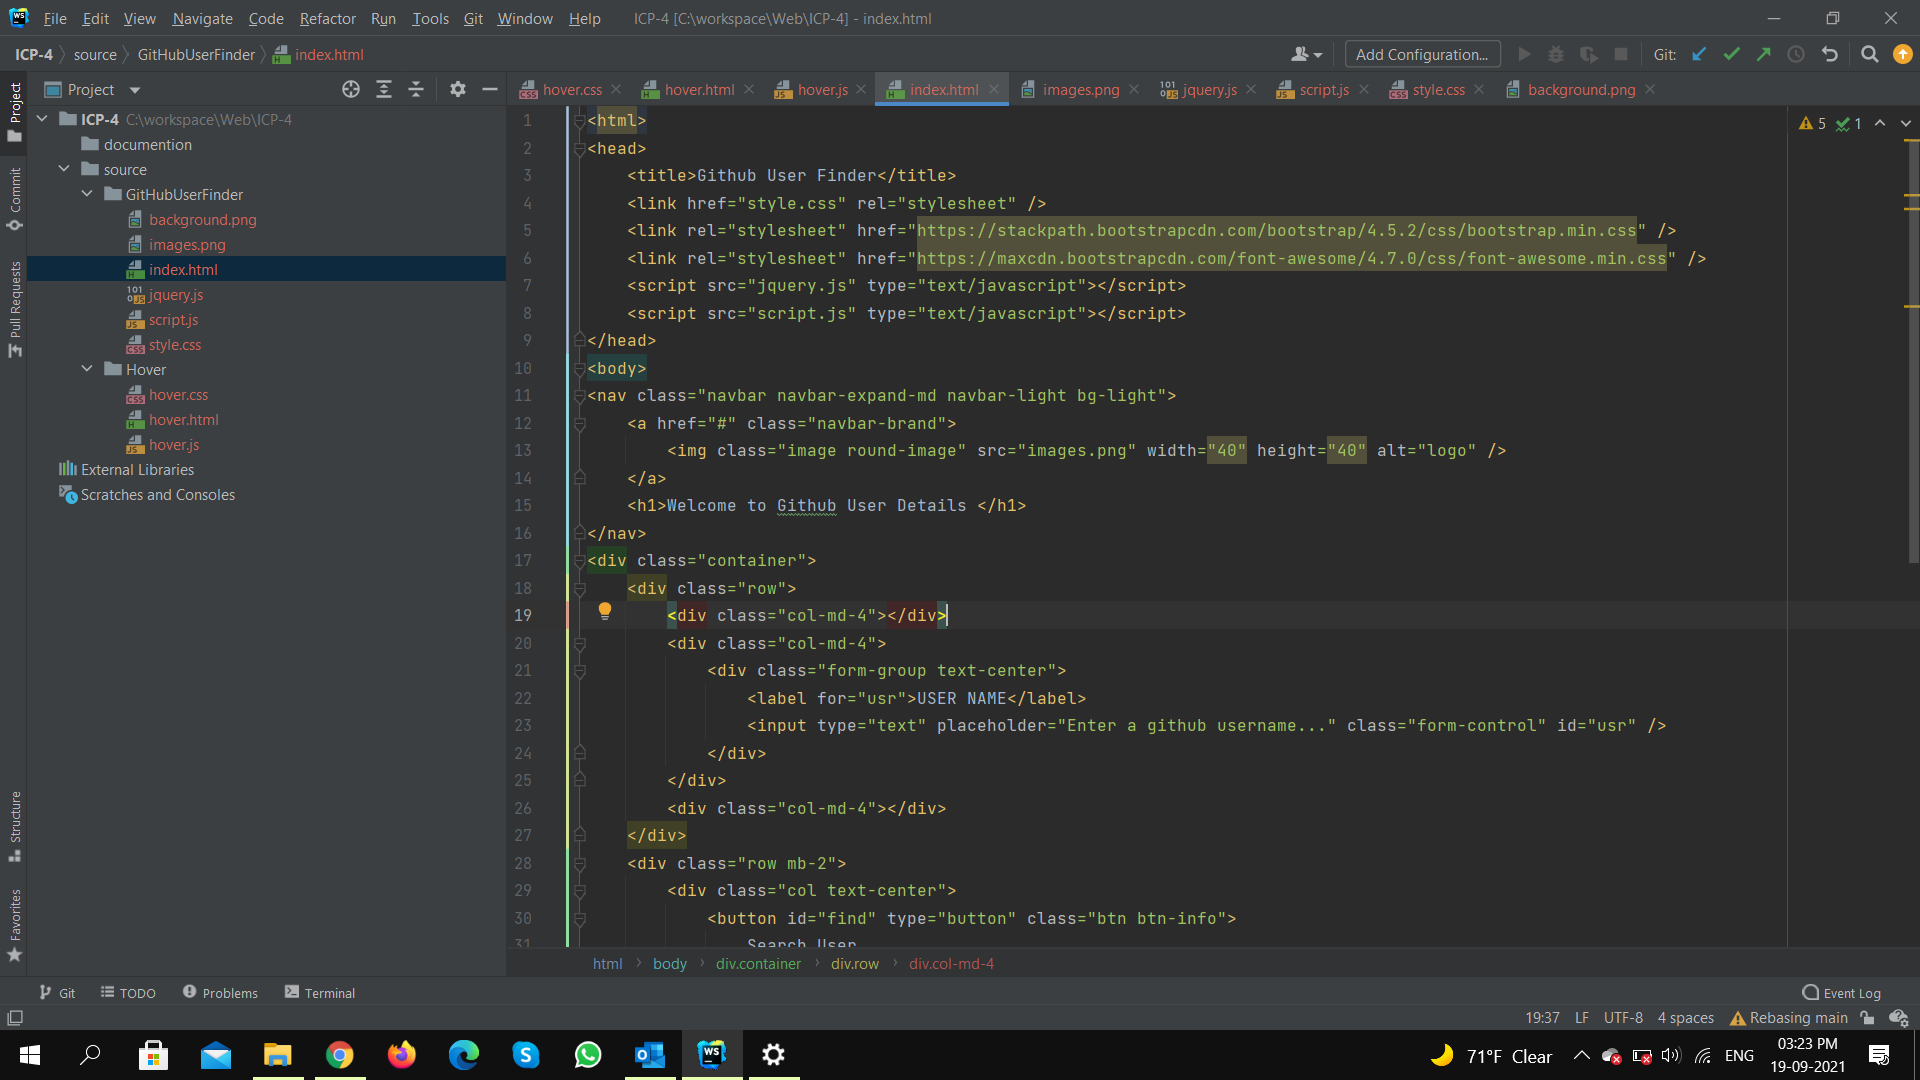 WS File Edit View Navigate Code Refactor Run Tools Git Window Help ICP-4 [C:\workspace\Web\ICP-4] - index.html
ICP-4 source GitHubUserFinder index.html Add Configuration... Git:
Project
hover.css hover.html hover.js index.html images.png jquery.js script.js style.css background.png
Project
Commit
Pull Requests
Structure
Favorites
ICP-4 C:\workspace\Web\ICP-4
documention
source
GitHubUserFinder
background.png
images.png
index.html
jquery.js
script.js
style.css
Hover
hover.css
hover.html
hover.js
External Libraries
Scratches and Consoles
5 1
1 <html>
2 <head>
3 <title>Github User Finder</title>
4 <link href="style.css" rel="stylesheet" />
5 <link rel="stylesheet" href="https://stackpath.bootstrapcdn.com/bootstrap/4.5.2/css/bootstrap.min.css" />
6 <link rel="stylesheet" href="https://maxcdn.bootstrapcdn.com/font-awesome/4.7.0/css/font-awesome.min.css" />
7 <script src="jquery.js" type="text/javascript"></script>
8 <script src="script.js" type="text/javascript"></script>
9 </head>
10 <body>
11 <nav class="navbar navbar-expand-md navbar-light bg-light">
12 <a href="#" class="navbar-brand">
13 <img class="image round-image" src="images.png" width="40" height="40" alt="logo" />
14 </a>
15 <h1>Welcome to Github User Details </h1>
16 </nav>
17 <div class="container">
18 <div class="row">
19 <div class="col-md-4"></div>
20 <div class="col-md-4">
21 <div class="form-group text-center">
22 <label for="usr">USER NAME</label>
23 <input type="text" placeholder="Enter a github username..." class="form-control" id="usr" />
24 </div>
25 </div>
26 <div class="col-md-4"></div>
27 </div>
28 <div class="row mb-2">
29 <div class="col text-center">
30 <button id="find" type="button" class="btn btn-info">
31 Search User
html body div.container div.row div.col-md-4
Git TODO Problems Terminal Event Log
19:37 LF UTF-8 4 spaces Rebasing main
WS 71°F Clear ENG 03:23 PM
19-09-2021